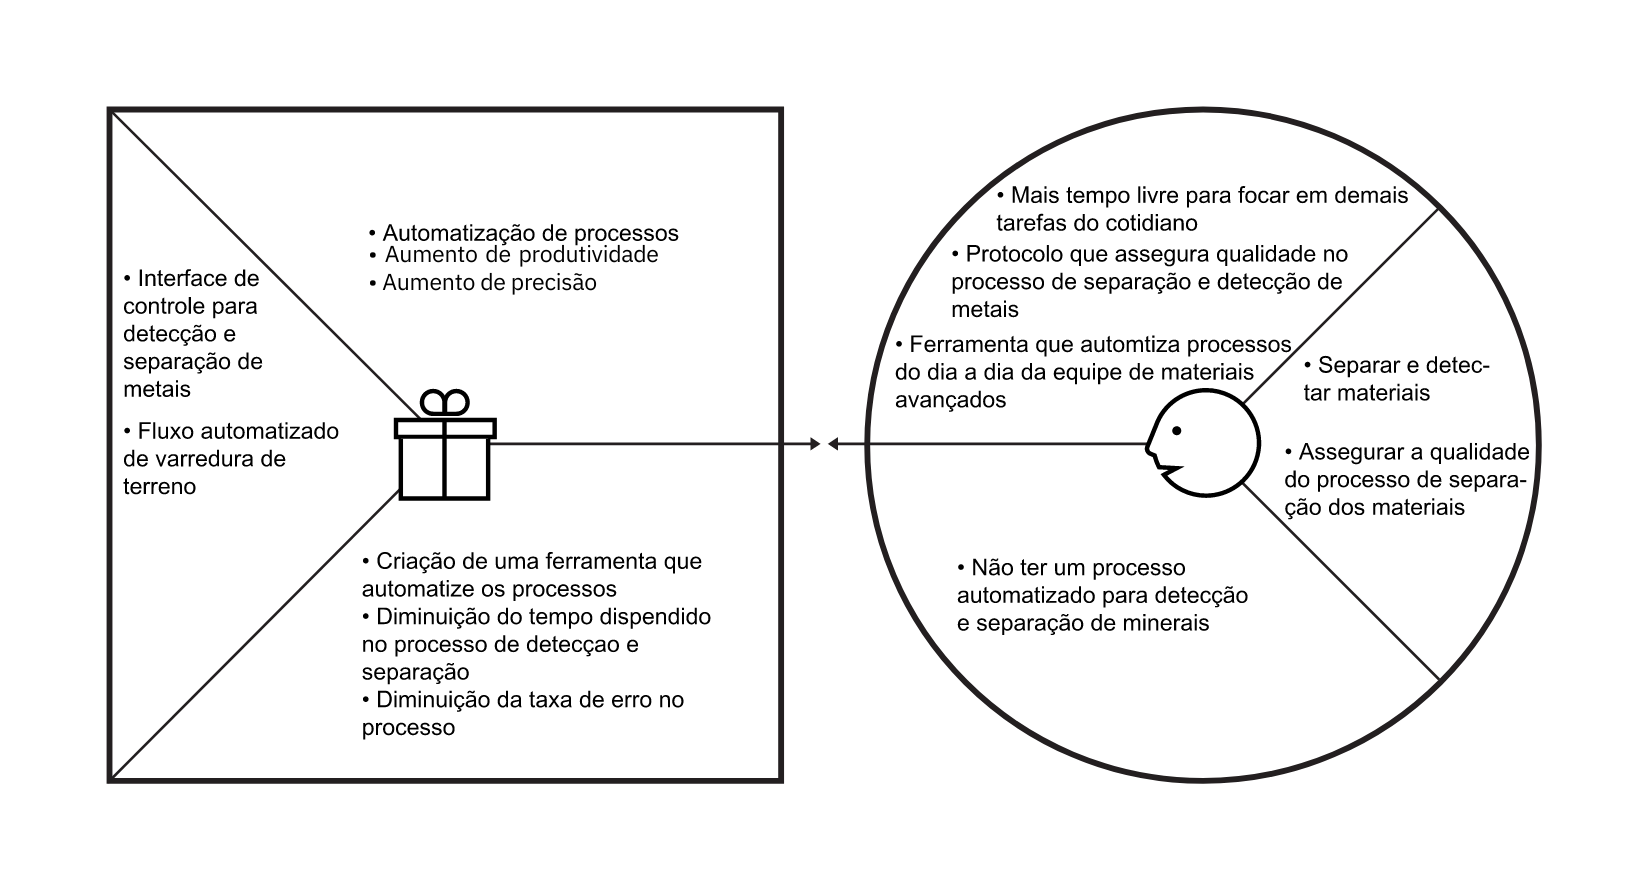 • Interface de
controle para
detecção e
separação de
metais
• Fluxo automatizado
de varredura de
terreno
• Automatização de processos
• Aumento de produtividade
• Aumento de precisão
• Criação de uma ferramenta que
automatize os processos
• Diminuição do tempo dispendido
no processo de detecçao e
separação
• Diminuição da taxa de erro no
processo
• Mais tempo livre para focar em demais
tarefas do cotidiano
• Protocolo que assegura qualidade no
processo de separação e detecção de
metais
• Ferramenta que automtiza processos
do dia a dia da equipe de materiais
avançados
• Separar e detec-
tar materiais
• Assegurar a qualidade
do processo de separa-
ção dos materiais
• Não ter um processo
automatizado para detecção
e separação de minerais